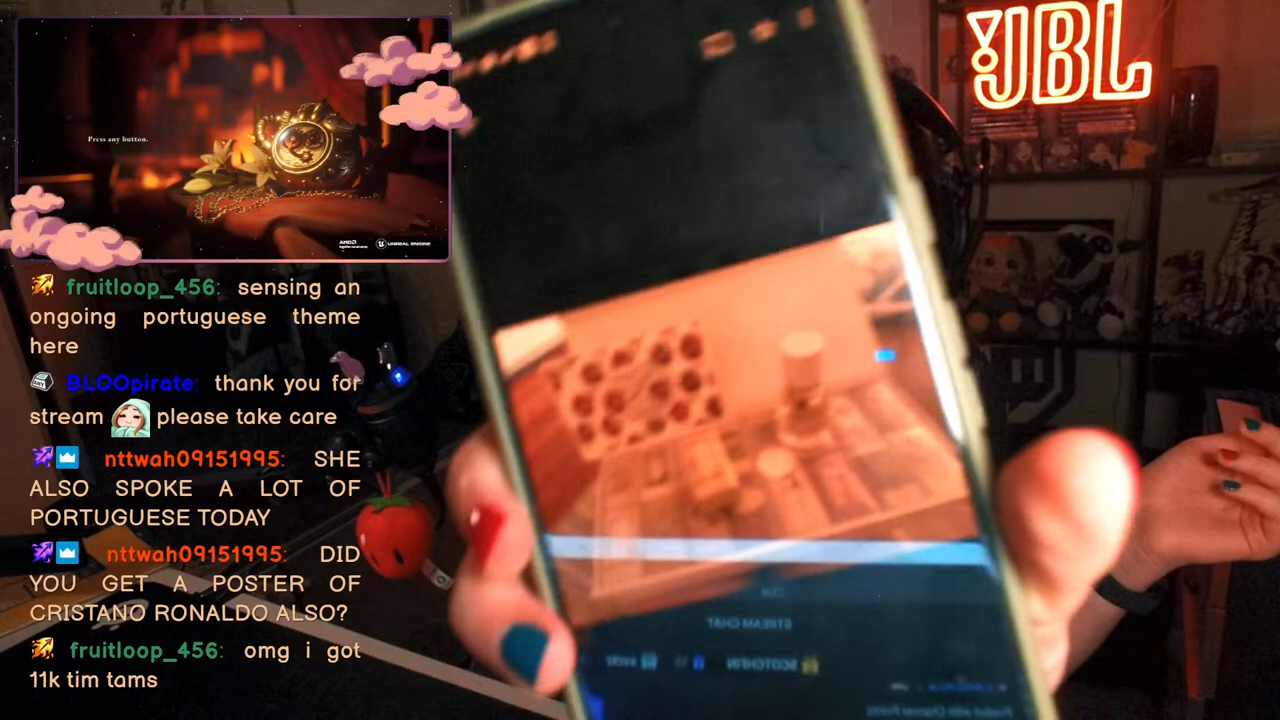 JBL
Press any button.
AMD
UNREAL ENGINE
fruitloop_456: sensing an
ongoing portuguese theme
here
BLOOpirate: thank you for
stream please take care
nttwah09151995: SHE
ALSO SPOKE A LOT OF
PORTUGUESE TODAY
nttwah09151995: DID
YOU GET A POSTER OF
CRISTANO RONALDO ALSO?
fruitloop_456: omg i got
11k tim tams
STREAM CHAT
SCOTCHFIN